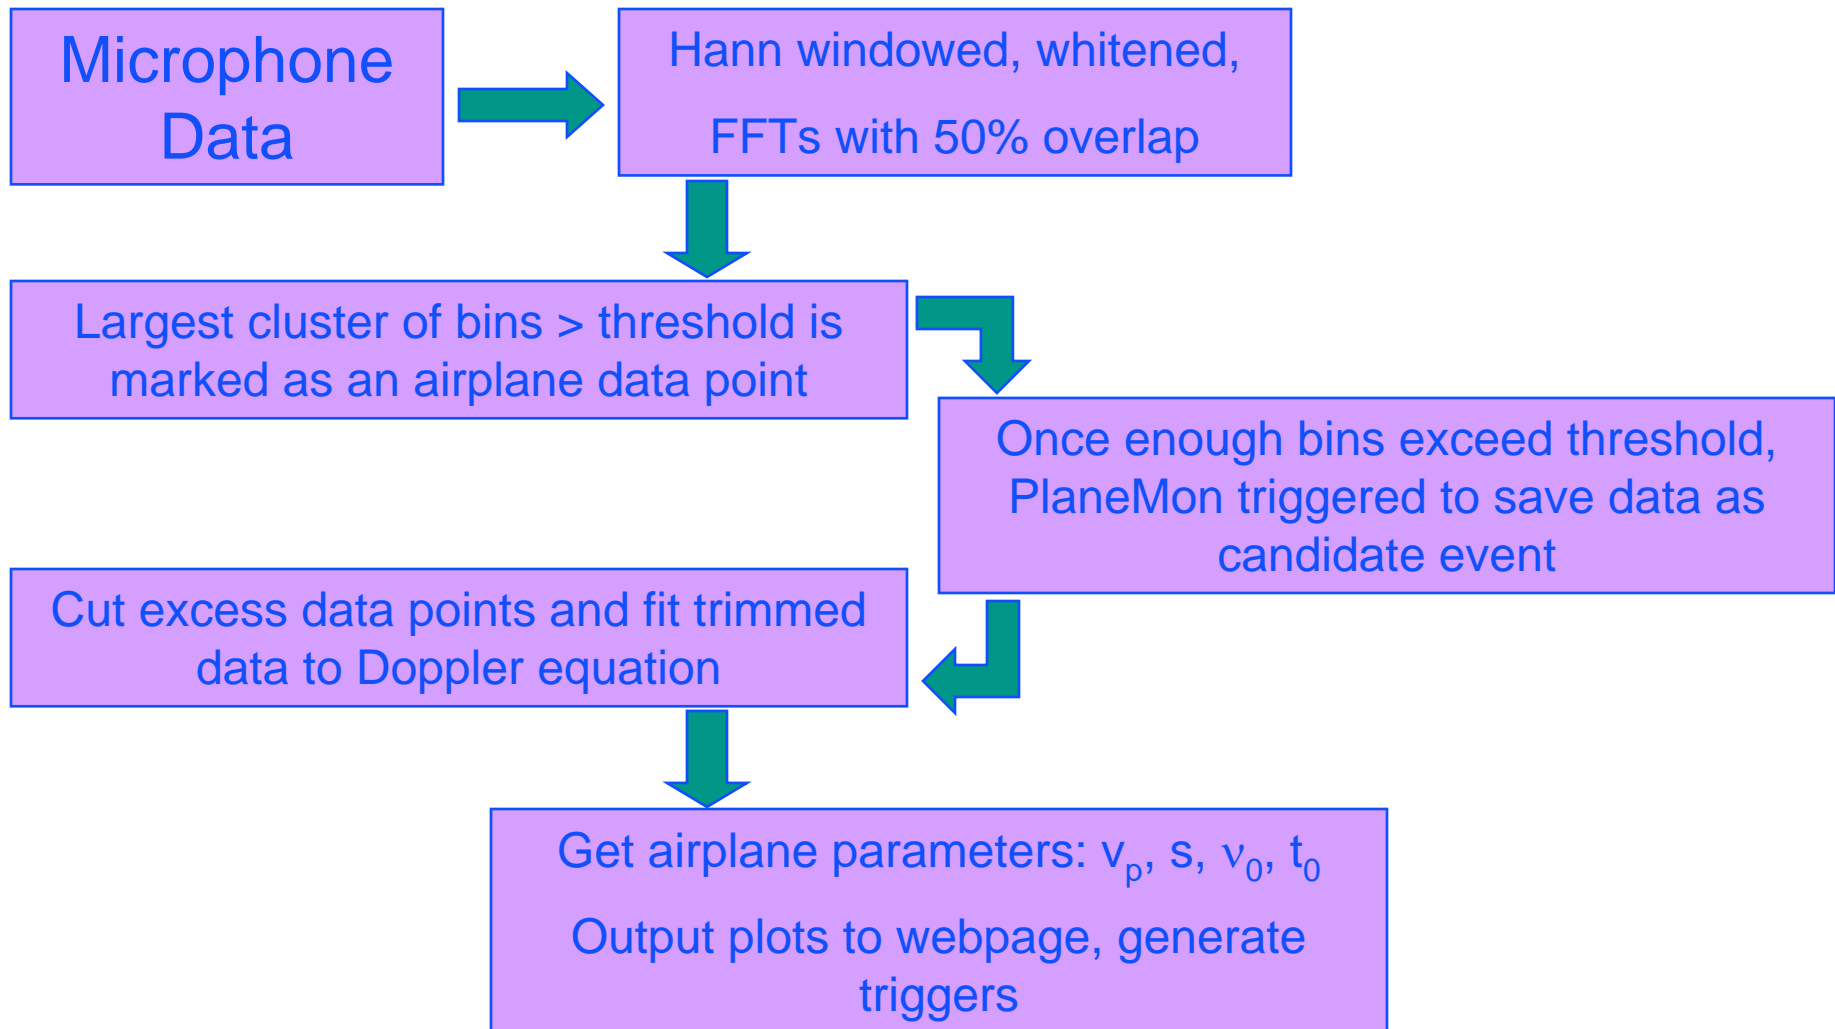 Microphone
Data
Hann windowed, whitened,
FFTs with 50% overlap
Largest cluster of bins > threshold is
marked as an airplane data point
Once enough bins exceed threshold,
PlaneMon triggered to save data as
candidate event
Cut excess data points and fit trimmed
data to Doppler equation
Get airplane parameters: vₚ, s, ν₀, t₀
Output plots to webpage, generate
triggers